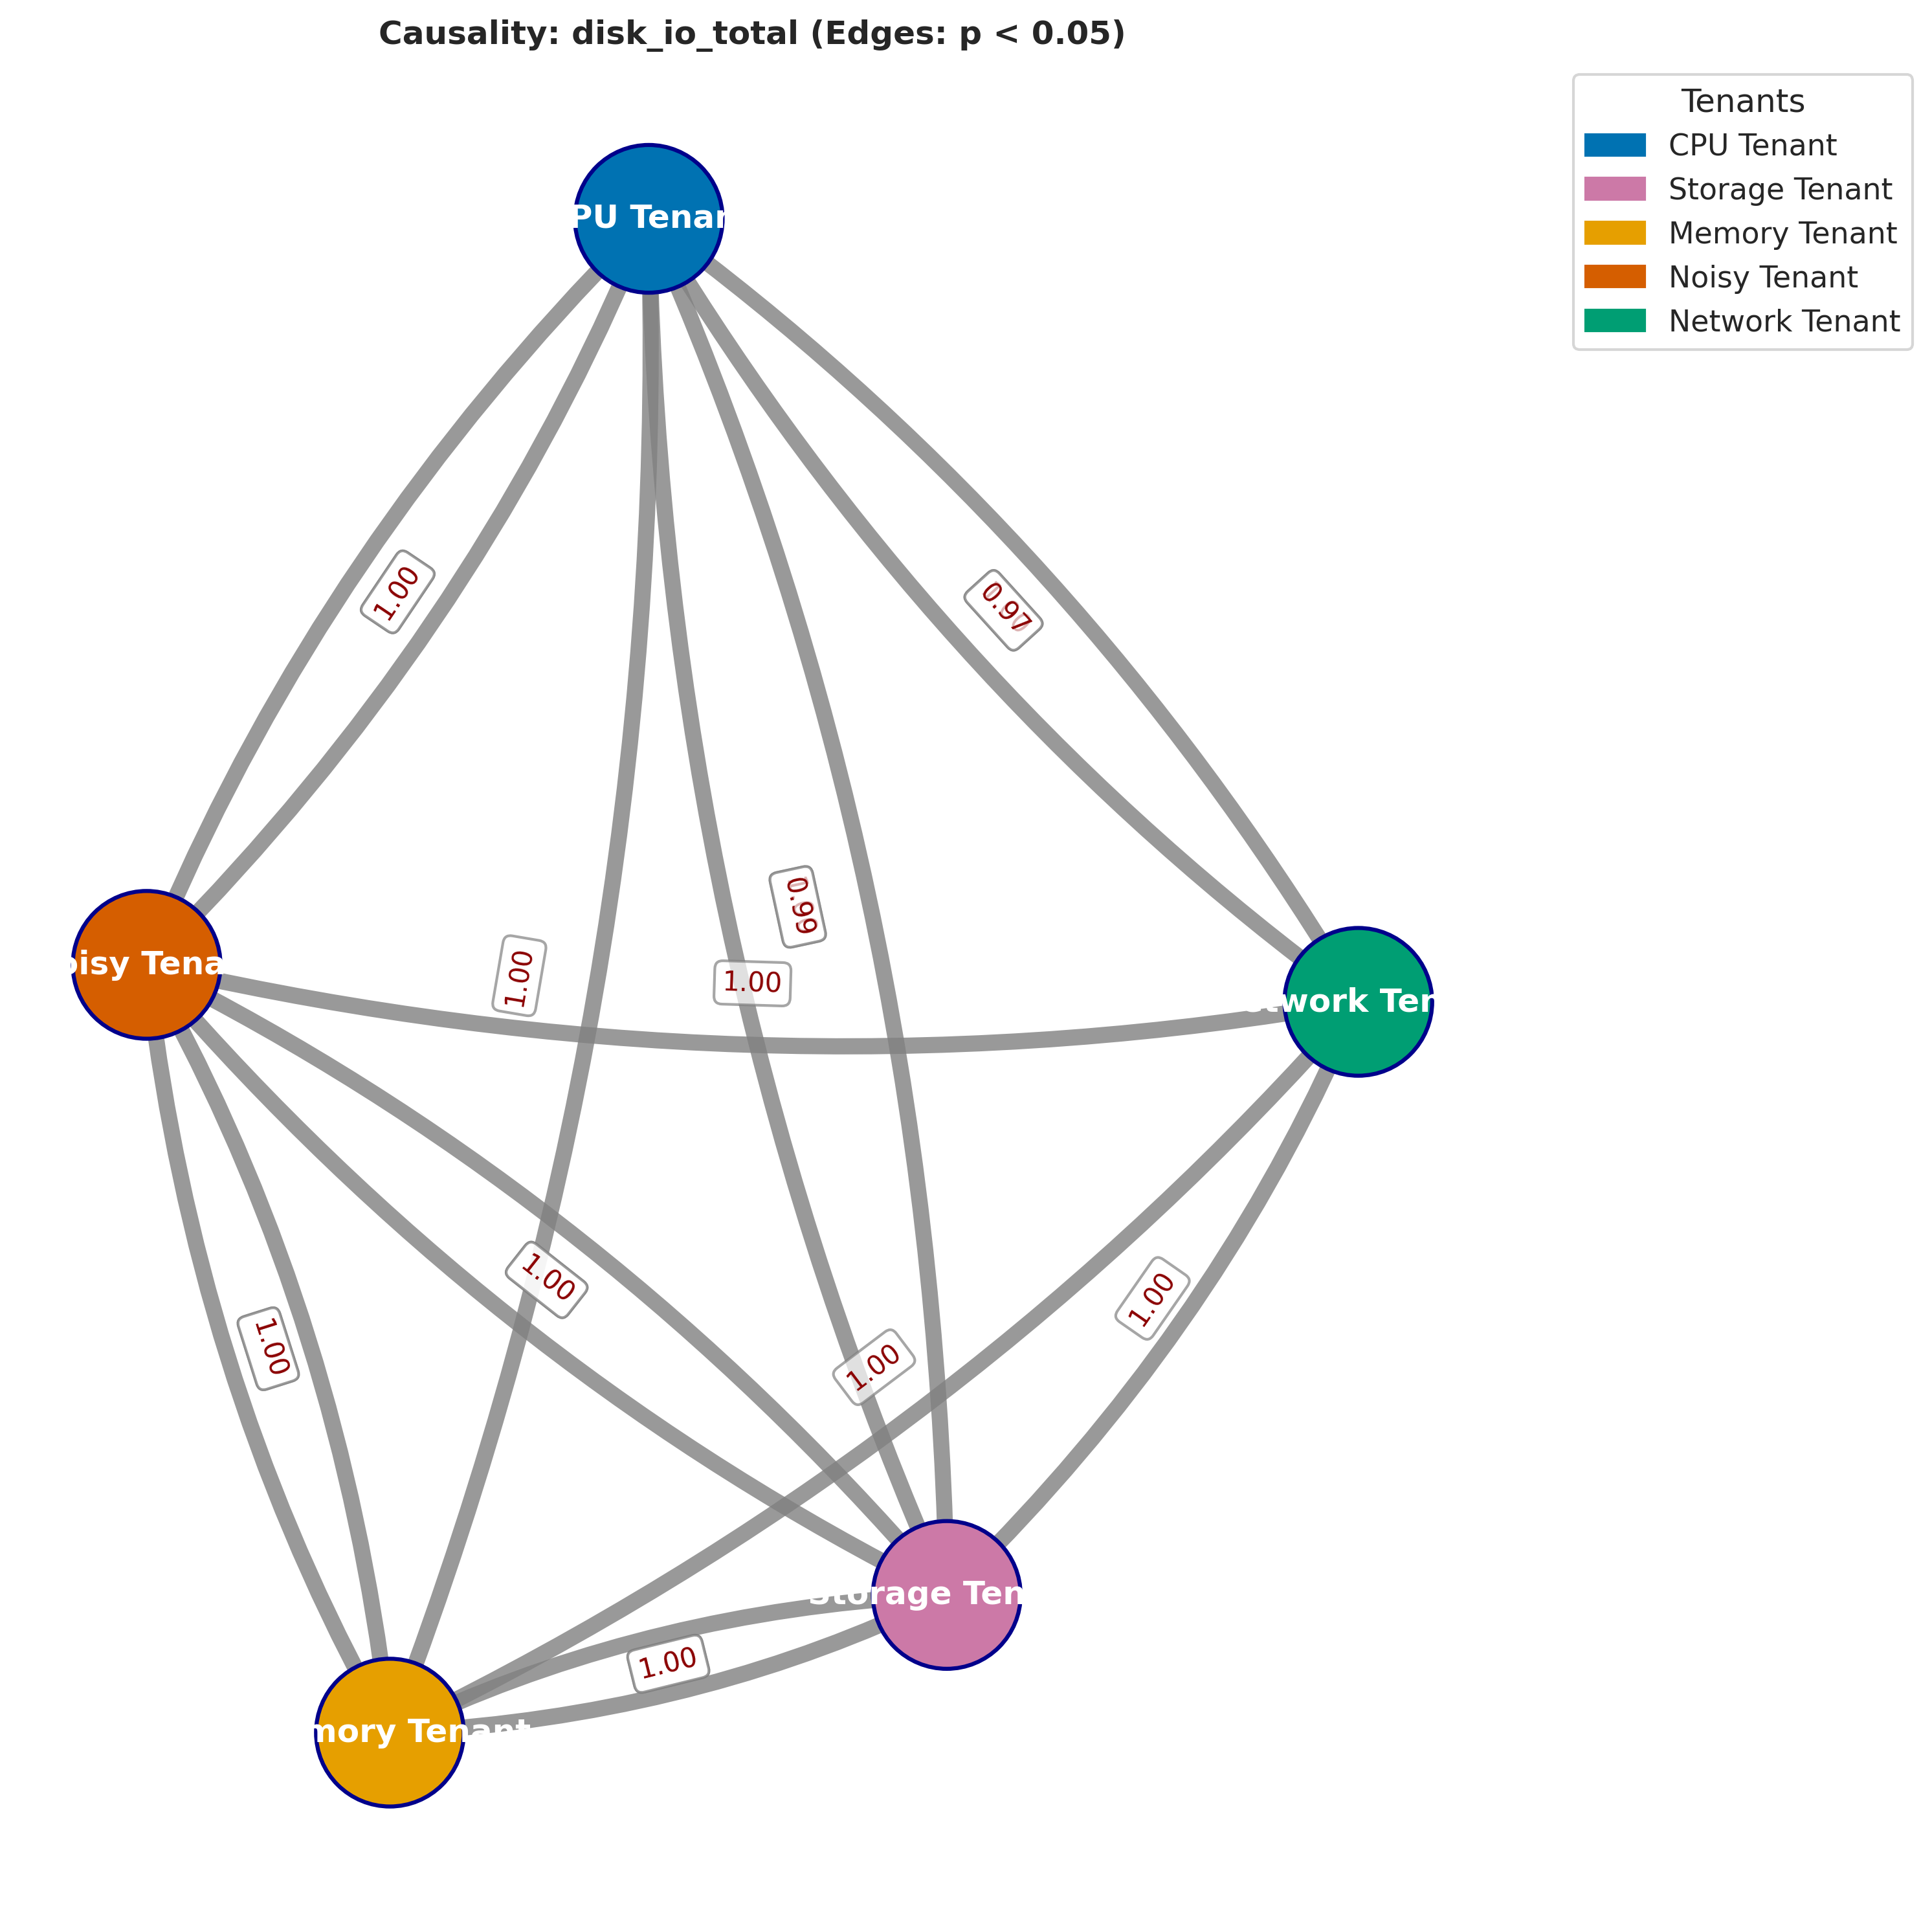 Causality: disk_io_total (Edges: p < 0.05)
Tenants
CPU Tenant
Storage Tenant
Memory Tenant
Noisy Tenant
Network Tenant
PU Tenan
1.00
0.97
0.99
oisy Tena
1.00
1.00
twork Ten
1.00
1.00
1.00
1.00
Storage Ten
1.00
mory Tenant